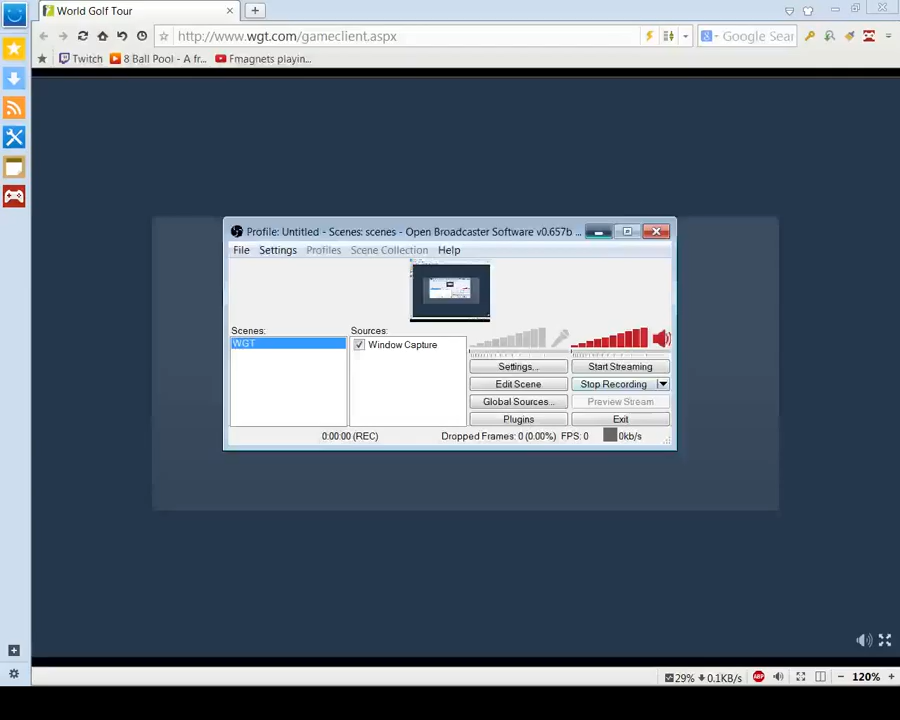 World Golf Tour
http://www.wgt.com/gameclient.aspx
Google Sear
Twitch
8 Ball Pool - A fr...
Fmagnets playin...
Profile: Untitled - Scenes: scenes - Open Broadcaster Software v0.657b ...
File Settings Profiles Scene Collection Help
Scenes: Sources:
WGT
Window Capture
Settings... Start Streaming
Edit Scene Stop Recording
Global Sources... Preview Stream
Plugins Exit
0:00:00 (REC) Dropped Frames: 0 (0.00%) FPS: 0 0kb/s
29% 0.1KB/s ABP 120%